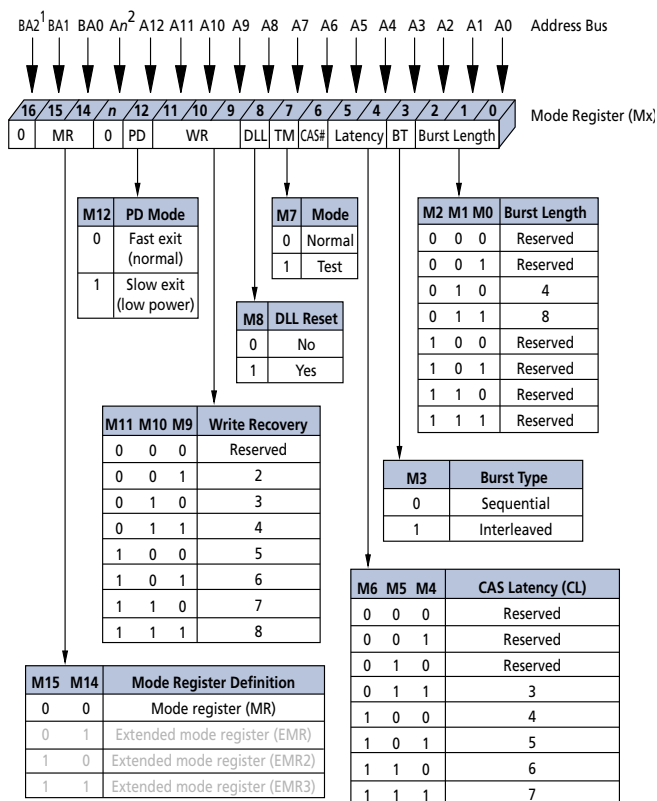 BA2¹ BA1 BA0 An² A12 A11 A10 A9 A8 A7 A6 A5 A4 A3 A2 A1 A0 Address Bus
16 15 14 n 12 11 10 9 8 7 6 5 4 3 2 1 0
Mode Register (Mx)
0 MR 0 PD WR DLL TM CAS# Latency BT Burst Length
M12 PD Mode
0 Fast exit
(normal)
1 Slow exit
(low power)
M7 Mode
0 Normal
1 Test
M2 M1 M0 Burst Length
0 0 0 Reserved
0 0 1 Reserved
0 1 0 4
0 1 1 8
1 0 0 Reserved
1 0 1 Reserved
1 1 0 Reserved
1 1 1 Reserved
M8 DLL Reset
0 No
1 Yes
M11 M10 M9 Write Recovery
0 0 0 Reserved
0 0 1 2
0 1 0 3
0 1 1 4
1 0 0 5
1 0 1 6
1 1 0 7
1 1 1 8
M3 Burst Type
0 Sequential
1 Interleaved
M6 M5 M4 CAS Latency (CL)
0 0 0 Reserved
0 0 1 Reserved
0 1 0 Reserved
0 1 1 3
1 0 0 4
1 0 1 5
1 1 0 6
1 1 1 7
M15 M14 Mode Register Definition
0 0 Mode register (MR)
0 1 Extended mode register (EMR)
1 0 Extended mode register (EMR2)
1 1 Extended mode register (EMR3)